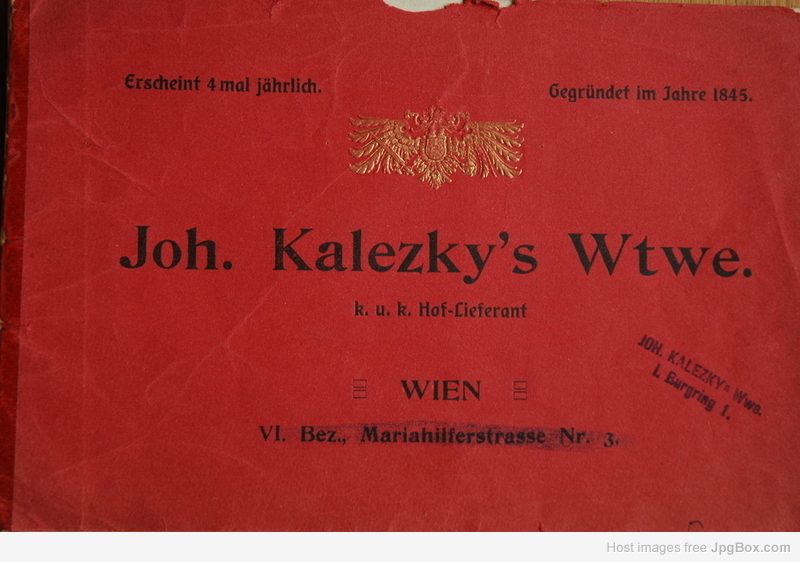 Erscheint 4 mal jährlich.
Gegründet im Jahre 1845.
Joh. Kalezky's Wtwe.
k. u. k. Hof-Lieferant
WIEN
JOH. KALEZKY's Wwe.
I. Burgring 1.
VI. Bez., Mariahilferstrasse Nr. 3.
Host images free JpgBox.com